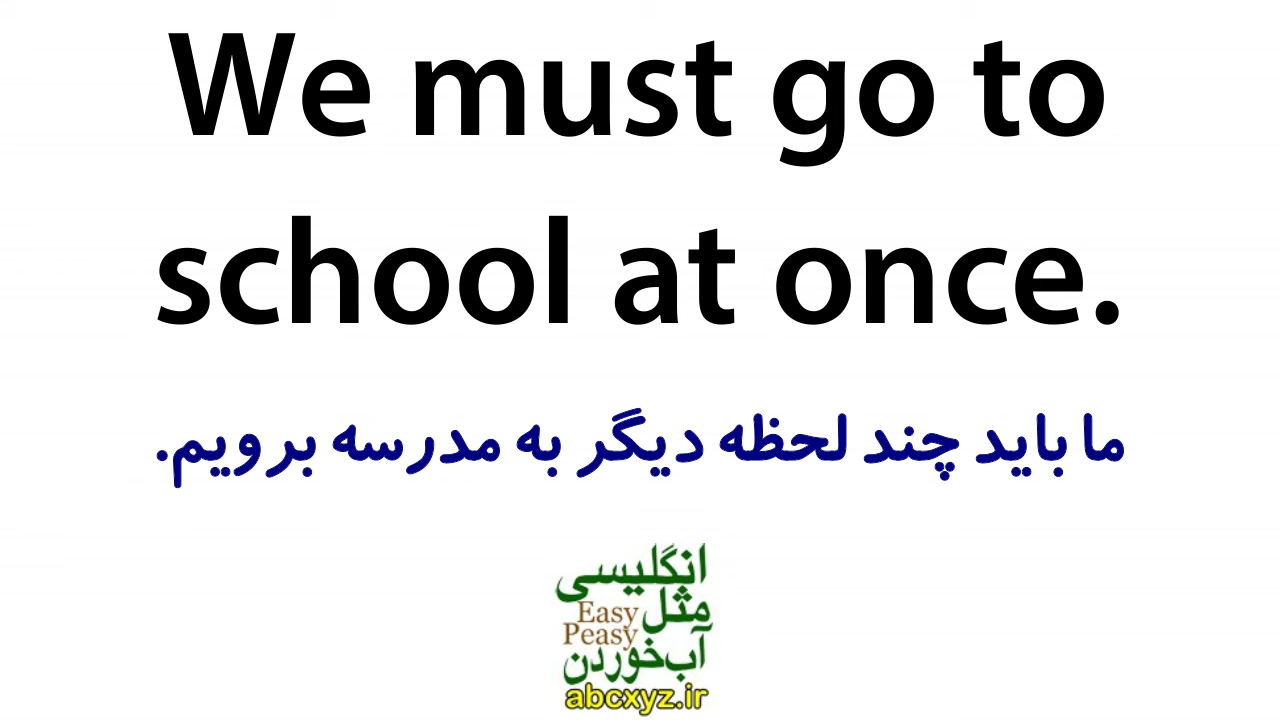 We must go to
school at once.
ما باید چند لحظه دیگر به مدرسه برویم.
انگلیسی
مثل
Easy
Peasy
آب‌خوردن
abcxyz.ir